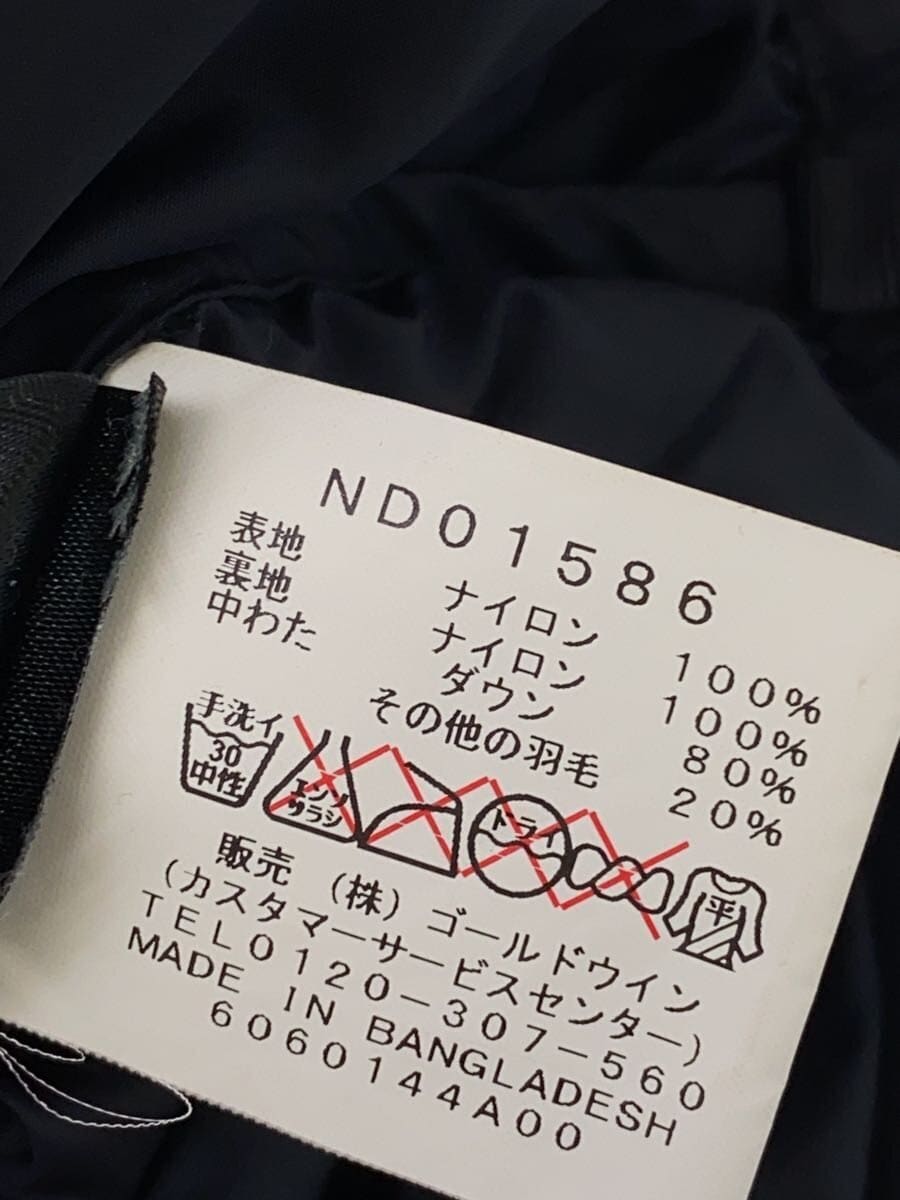 ND01586
表地 ナイロン 100%
裏地 ナイロン 100%
中わた ダウン 80%
その他の羽毛 20%
手洗イ
30
中性
エンソ
サラシ
ドライ
平
販売 (株) ゴールドウイン
(カスタマーサービスセンター)
TEL0120-307-560
MADE IN BANGLADESH
6060144A00